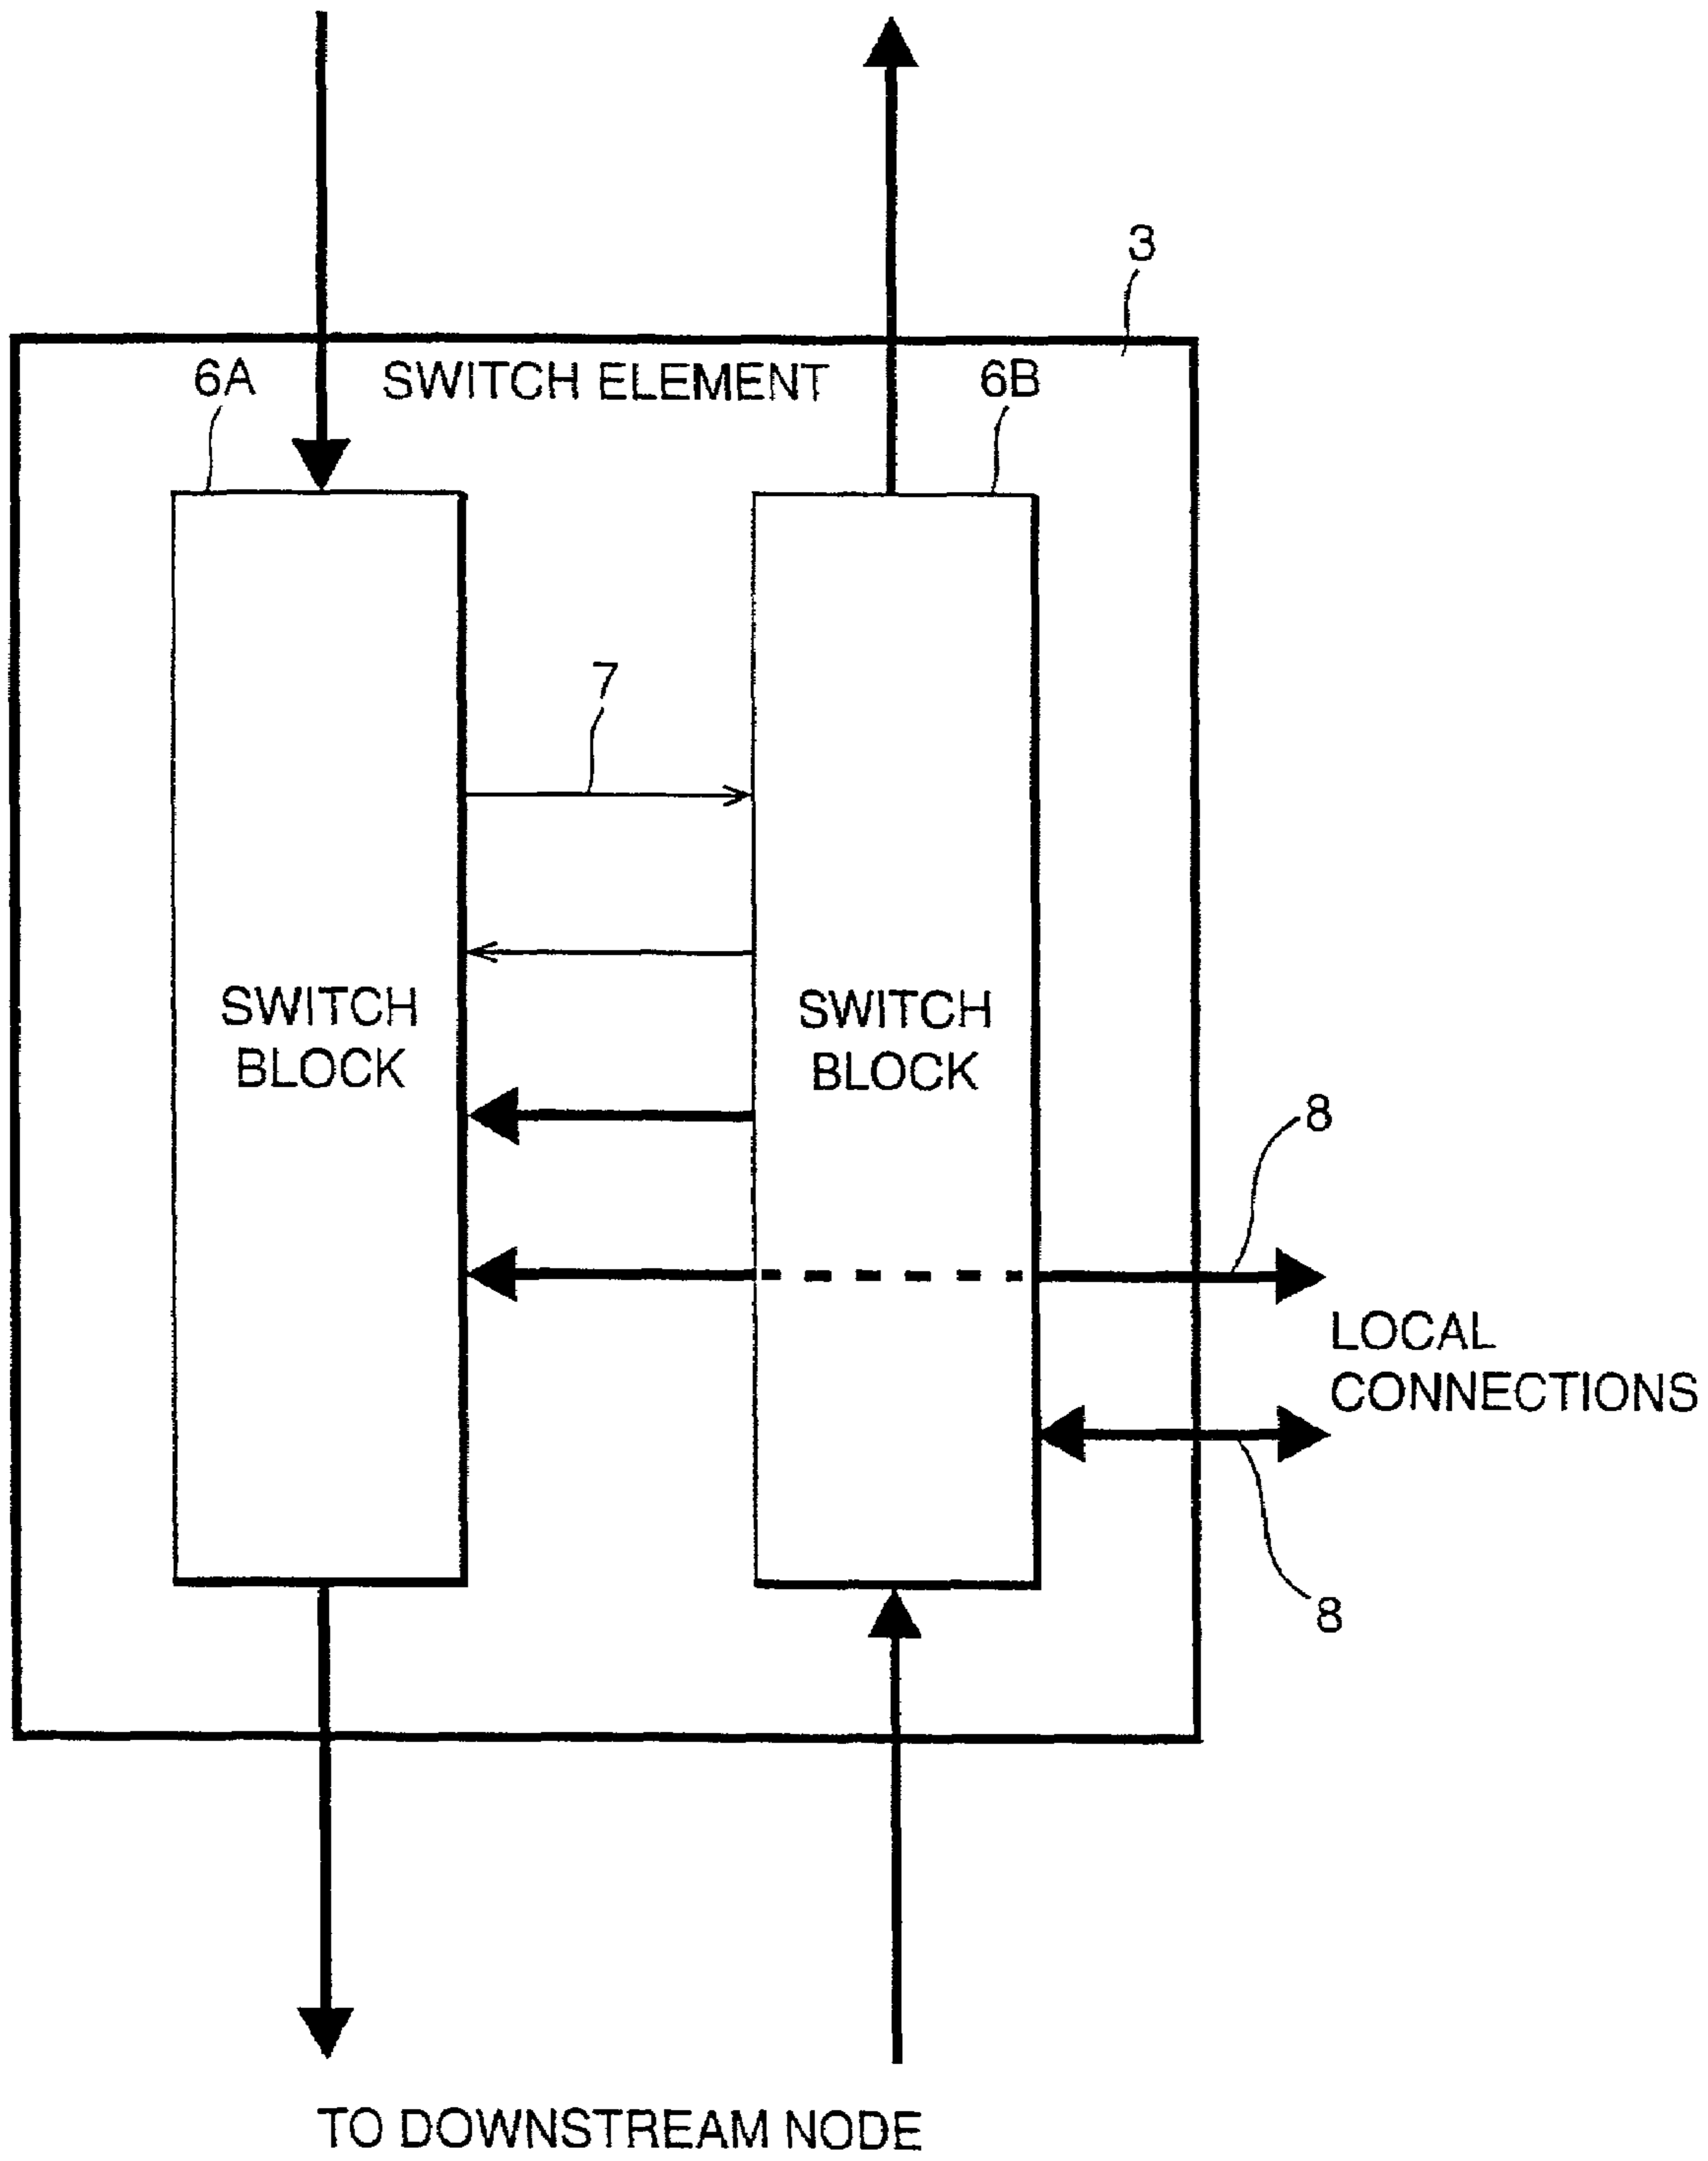 3
6A
SWITCH ELEMENT
6B
7
SWITCH
BLOCK
SWITCH
BLOCK
8
LOCAL
CONNECTIONS
8
TO DOWNSTREAM NODE